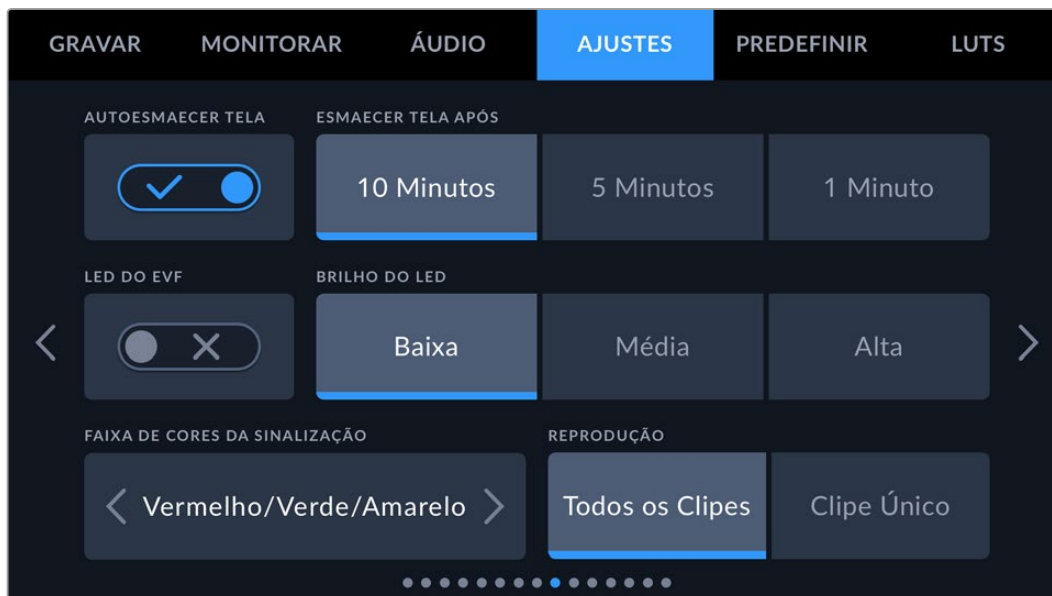 GRAVAR MONITORAR ÁUDIO AJUSTES PREDEFINIR LUTS
AUTOESMAECER TELA ESMAECER TELA APÓS
10 Minutos 5 Minutos 1 Minuto
LED DO EVF BRILHO DO LED
Baixa Média Alta
FAIXA DE CORES DA SINALIZAÇÃO REPRODUÇÃO
Vermelho/Verde/Amarelo Todos os Clipes Clipe Único